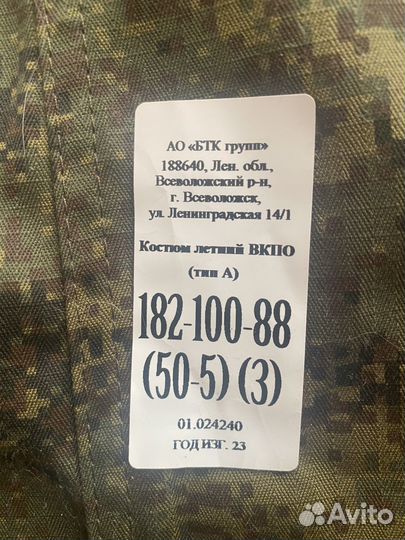 АО «БТК групп»
188640, Лен. обл.,
Всеволожский р-н,
г. Всеволожск,
ул. Ленинградская 14/1
Костюм летний ВКПО
(тип А)
182-100-88
(50-5) (3)
01.024240
ГОД ИЗГ. 23
Avito